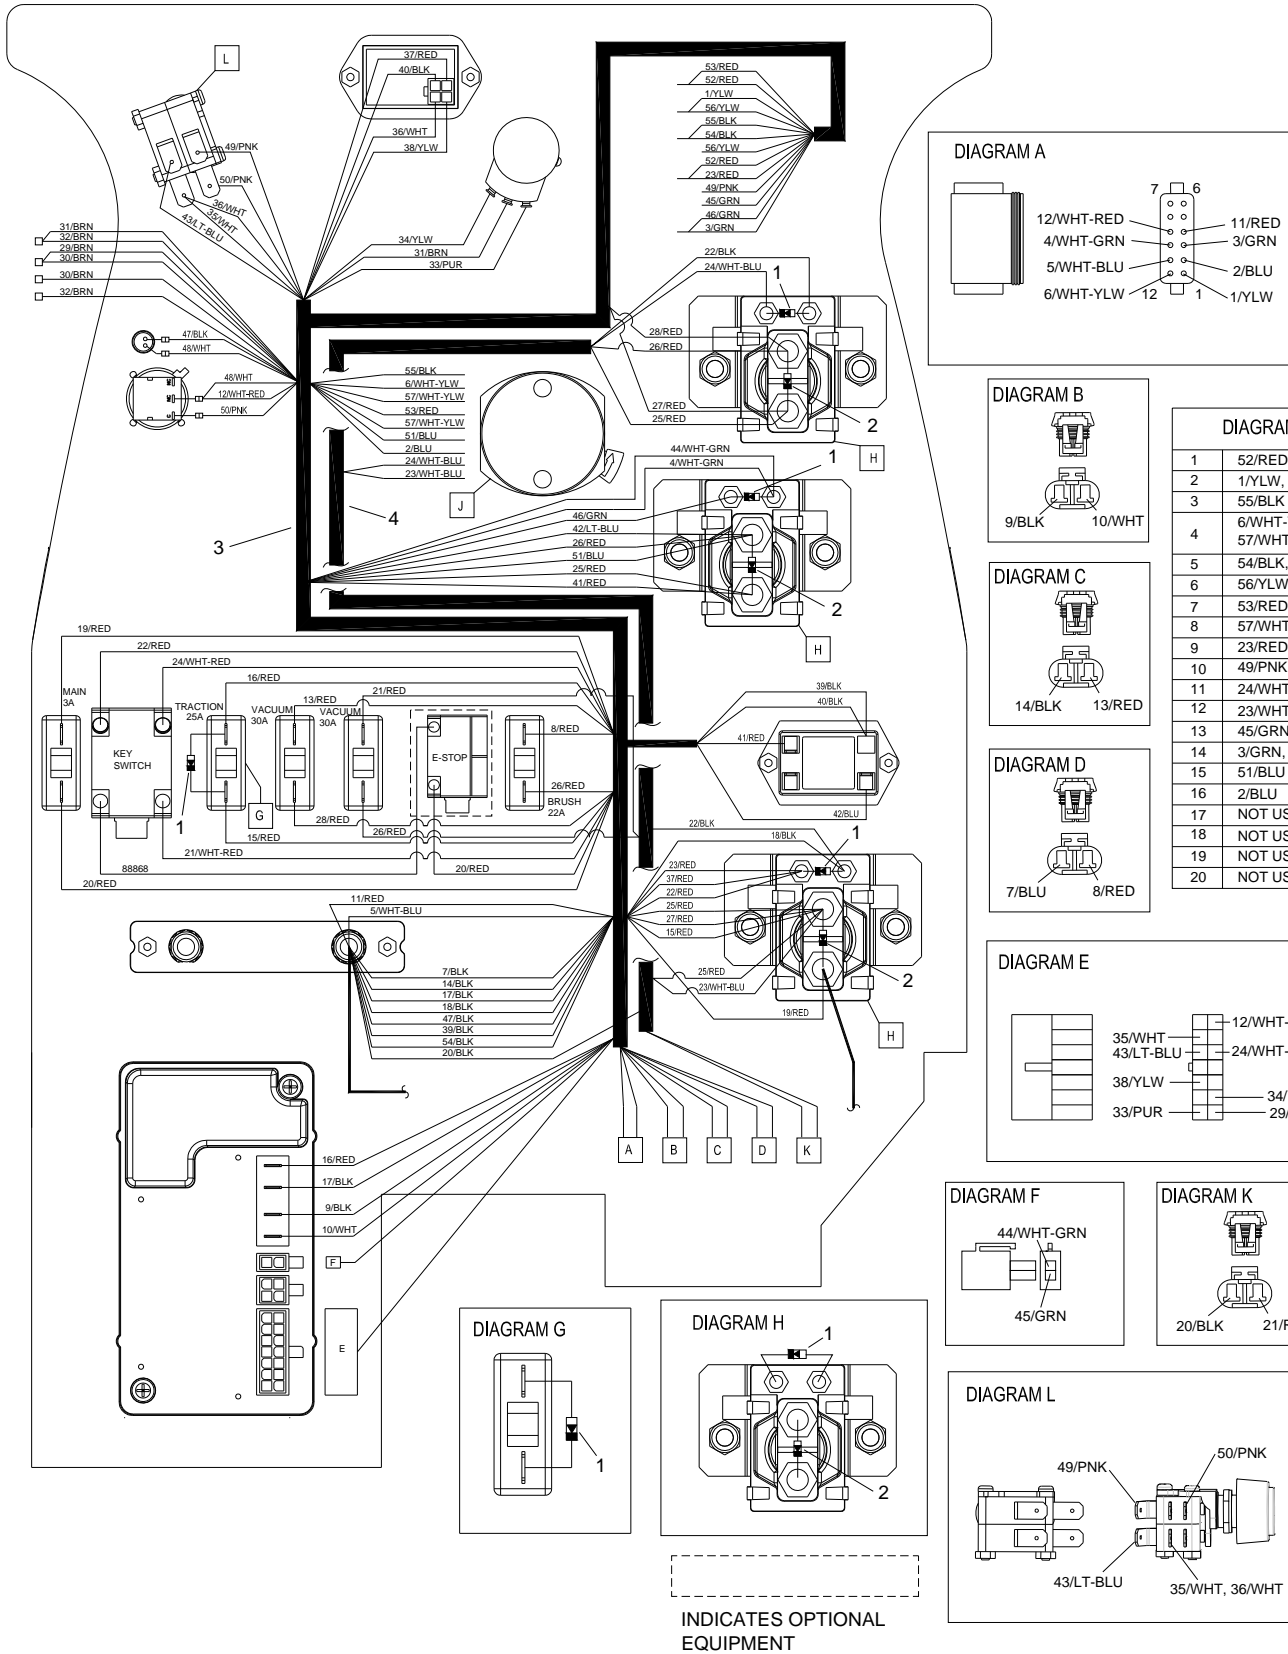 L
37/RED
40/BLK
36/WHT
38/YLW
49/PNK
50/PNK
36/WHT
35/WHT
43/LT-BLU
34/YLW
31/BRN
33/PUR
31/BRN
32/BRN
29/BRN
30/BRN
30/BRN
32/BRN
47/BLK
48/WHT
48/WHT
12/WHT-RED
50/PNK
53/RED
52/RED
1/YLW
56/YLW
55/BLK
54/BLK
56/YLW
52/RED
23/RED
49/PNK
45/GRN
46/GRN
3/GRN
22/BLK
24/WHT-BLU
1
28/RED
26/RED
27/RED
25/RED
2
H
55/BLK
6/WHT-YLW
57/WHT-YLW
53/RED
57/WHT-YLW
51/BLU
2/BLU
24/WHT-BLU
23/WHT-BLU
J
3
4
44/WHT-GRN
4/WHT-GRN
1
46/GRN
42/LT-BLU
26/RED
51/BLU
25/RED
41/RED
2
H
19/RED
22/RED
24/WHT-RED
16/RED
21/RED
13/RED
MAIN
3A
TRACTION
25A
VACUUM
30A
VACUUM
30A
KEY
SWITCH
E-STOP
8/RED
26/RED
BRUSH
22A
1
G
28/RED
26/RED
15/RED
21/WHT-RED
88868
20/RED
20/RED
39/BLK
40/BLK
41/RED
42/BLU
22/BLK
18/BLK
1
23/RED
37/RED
22/RED
25/RED
27/RED
15/RED
25/RED
23/WHT-BLU
19/RED
2
H
11/RED
5/WHT-BLU
7/BLK
14/BLK
17/BLK
18/BLK
47/BLK
39/BLK
54/BLK
20/BLK
A
B
C
D
K
16/RED
17/BLK
9/BLK
10/WHT
F
E
DIAGRAM A
7 6
12/WHT-RED 11/RED
4/WHT-GRN 3/GRN
5/WHT-BLU 2/BLU
6/WHT-YLW 12 1 1/YLW
DIAGRAM B
9/BLK 10/WHT
DIAGRAM C
14/BLK 13/RED
DIAGRAM D
7/BLU 8/RED
DIAGRAM
1 52/RED
2 1/YLW,
3 55/BLK
4 6/WHT-
57/WHT
5 54/BLK,
6 56/YLW
7 53/RED
8 57/WHT
9 23/RED
10 49/PNK
11 24/WHT
12 23/WHT
13 45/GRN
14 3/GRN,
15 51/BLU
16 2/BLU
17 NOT US
18 NOT US
19 NOT US
20 NOT US
DIAGRAM E
12/WHT-
35/WHT
43/LT-BLU 24/WHT-
38/YLW
34/
33/PUR 29/
DIAGRAM F
44/WHT-GRN
45/GRN
DIAGRAM K
20/BLK 21/
DIAGRAM G
1
DIAGRAM H
1
2
DIAGRAM L
50/PNK
49/PNK
43/LT-BLU
35/WHT, 36/WHT
INDICATES OPTIONAL
EQUIPMENT